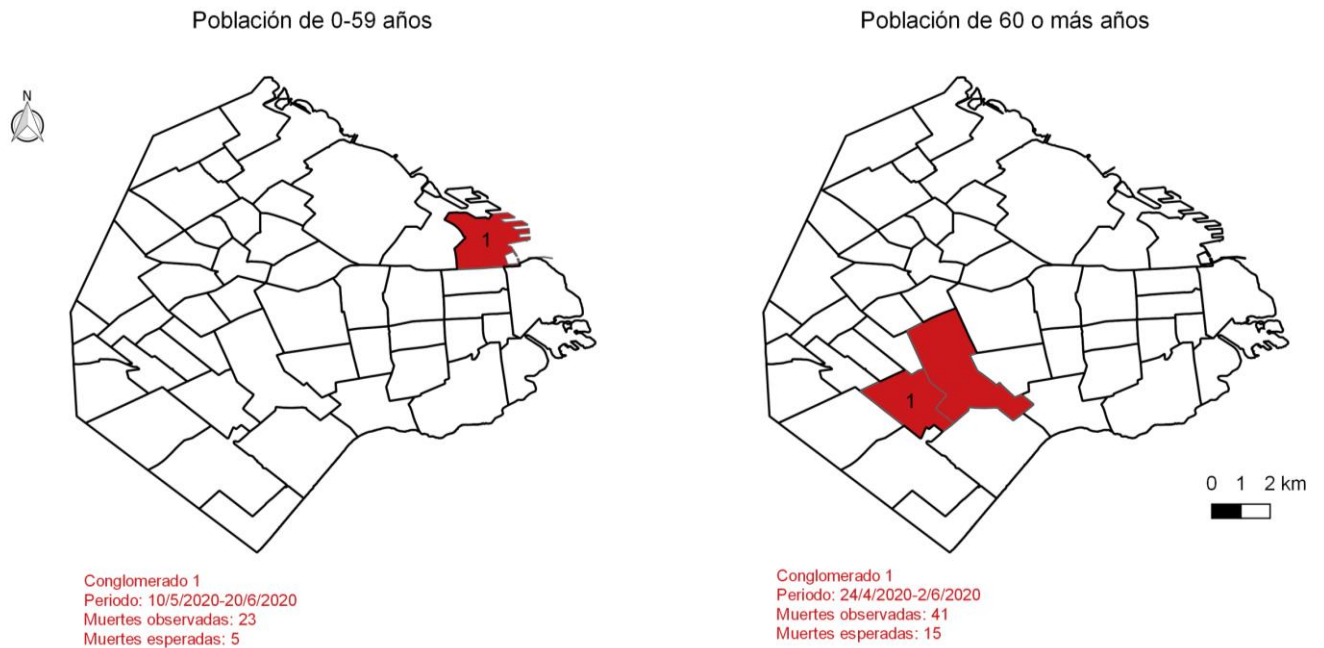 Población de 0-59 años
Población de 60 o más años
N
1
1
0 1 2 km
Conglomerado 1
Periodo: 10/5/2020-20/6/2020
Muertes observadas: 23
Muertes esperadas: 5
Conglomerado 1
Periodo: 24/4/2020-2/6/2020
Muertes observadas: 41
Muertes esperadas: 15